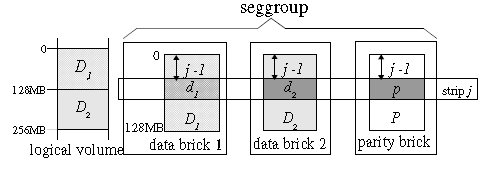 seggroup
0
128MB
256MB
D1
D2
logical volume
0
j -1
d1
D1
128MB
data brick 1
j -1
d2
D2
data brick 2
j -1
p
P
parity brick
strip j